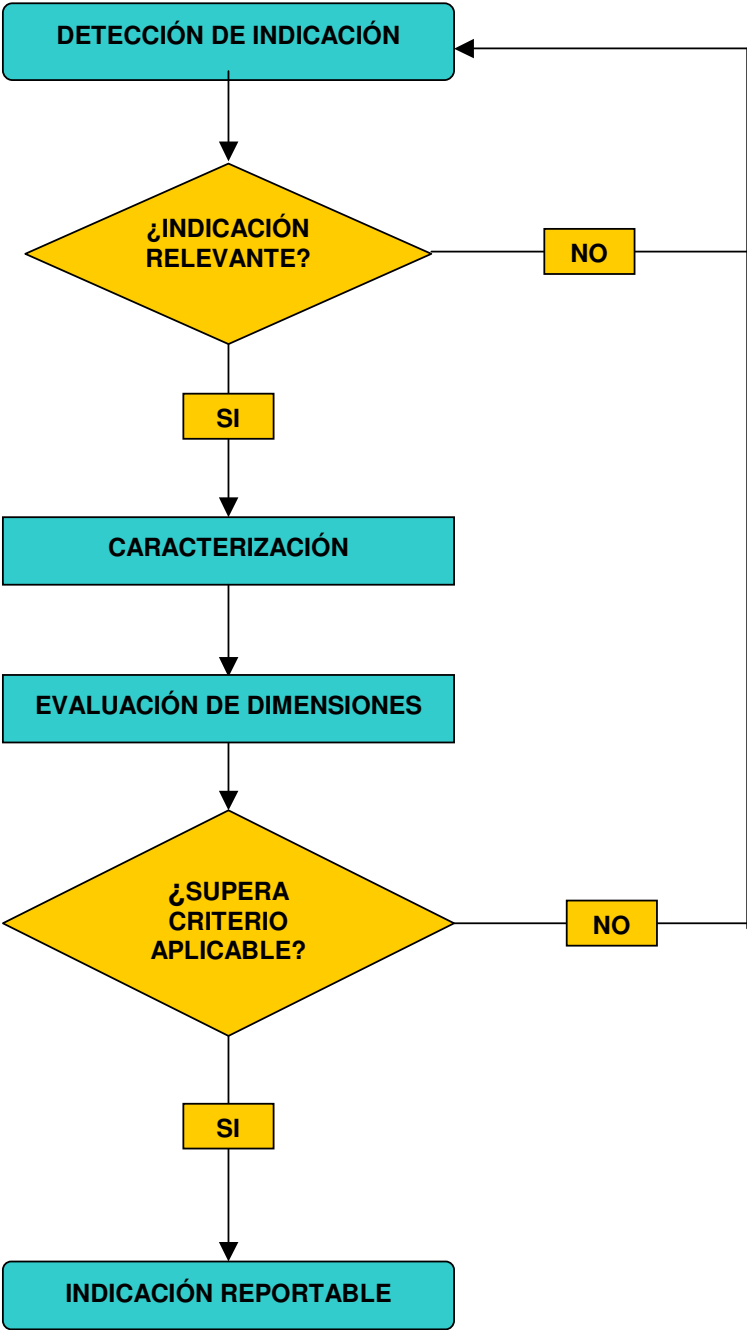 DETECCIÓN DE INDICACIÓN
¿INDICACIÓN
RELEVANTE?
NO
SI
CARACTERIZACIÓN
EVALUACIÓN DE DIMENSIONES
¿SUPERA
CRITERIO
APLICABLE?
NO
SI
INDICACIÓN REPORTABLE